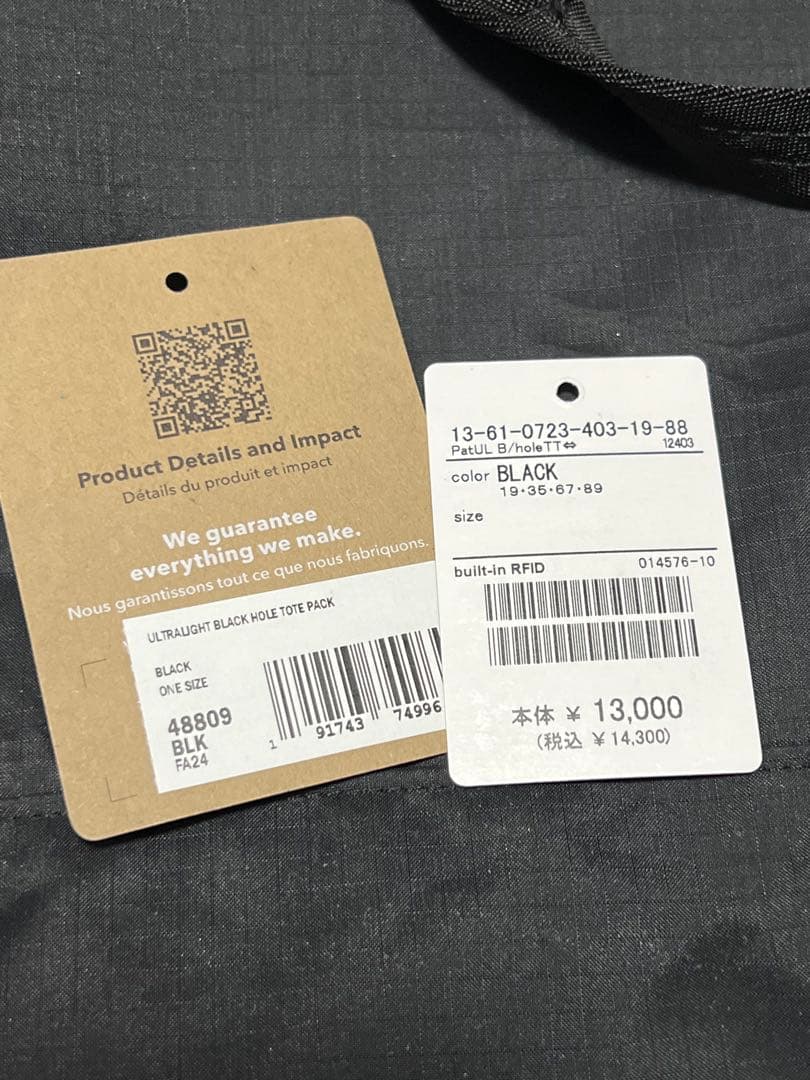 Product Details and Impact
Détails du produit et impact
We guarantee
everything we make.
Nous garantissons tout ce que nous fabriquons.
ULTRALIGHT BLACK HOLE TOTE PACK
BLACK
ONE SIZE
48809
BLK
FA24
1 91743 74996
13-61-0723-403-19-88
PatUL B/holeTT⇔ 12403
color BLACK
19・35・67・89
size
built-in RFID 014576-10
本体 ¥ 13,000
(税込 ¥ 14,300)